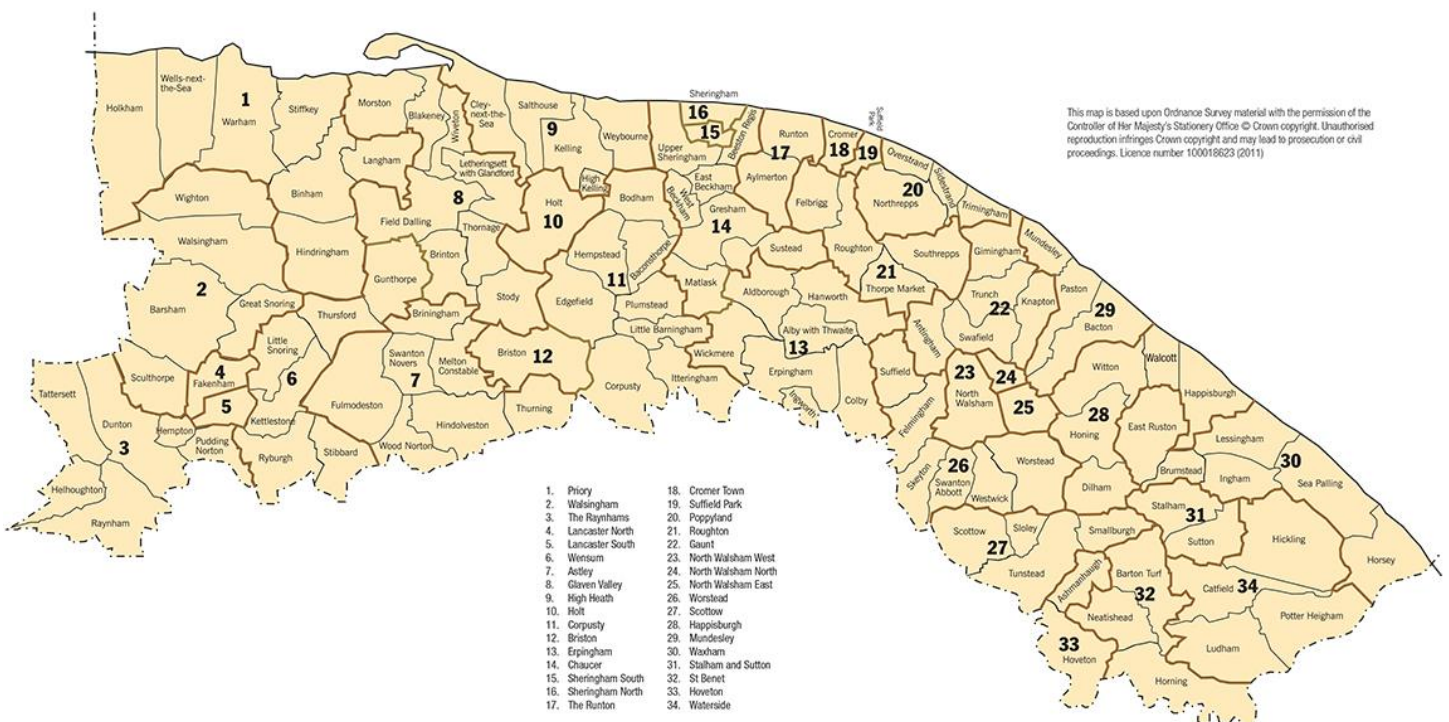 Sheringham
Holkham
Wells-next-
the-Sea
1
Warham
Stiffkey
Morston
Blakeney
Wiveton
Cley-
next-the-
Sea
Salthouse
9
Kelling
Weybourne
16
15
Upper
Sheringham
Beeston Regis
Runton
17
Cromer
18
Suffield
Park
19
Overstrand
This map is based upon Ordnance Survey material with the permission of the
Controller of Her Majesty's Stationery Office © Crown copyright. Unauthorised
reproduction infringes Crown copyright and may lead to prosecution or civil
proceedings. Licence number 100018623 (2011)
Langham
Letheringsett
with Glandford
High
Kelling
East
Beckham
West
Beckham
Aylmerton
Felbrigg
20
Northrepps
Sidestrand
Trimingham
Wighton
Binham
8
Field Dalling
Thornage
Holt
10
Bodham
Gresham
14
Walsingham
Hindringham
Gunthorpe
Brinton
Hempstead
11
Baconsthorpe
Sustead
Roughton
Southrepps
Gimingham
Mundesley
2
Barsham
Great Snoring
Thursford
Briningham
Stody
Edgefield
Plumstead
Matlask
Aldborough
Hanworth
21
Thorpe Market
Trunch
22
Knapton
Paston
29
Bacton
Little
Snoring
6
Swanton
Novers
7
Melton
Constable
Briston
12
Little Barningham
Wickmere
Alby with Thwaite
13
Erpingham
Antingham
Swafield
Witton
Walcott
Tattersett
Sculthorpe
4
Fakenham
5
Kettlestone
Fulmodeston
Thurning
Corpusty
Itteringham
Ingworth
Colby
Suffield
Felmingham
23
North
Walsham
24
25
28
Honing
Happisburgh
Dunton
3
Hempton
Pudding
Norton
Ryburgh
Stibbard
Wood Norton
Hindolveston
East Ruston
Lessingham
30
Sea Palling
Helhoughton
Raynham
Skeyton
26
Swanton
Abbott
Westwick
Worstead
Dilham
Brumstead
Ingham
Scottow
27
Sloley
Tunstead
Smallburgh
Stalham
31
Sutton
Hickling
Horsey
Ashmanhaugh
Barton Turf
32
Neatishead
Catfield
34
Potter Heigham
33
Hoveton
Ludham
Horning
1. Priory
2. Walsingham
3. The Raynhams
4. Lancaster North
5. Lancaster South
6. Wensum
7. Astley
8. Glaven Valley
9. High Heath
10. Holt
11. Corpusty
12. Briston
13. Erpingham
14. Chaucer
15. Sheringham South
16. Sheringham North
17. The Runton
18. Cromer Town
19. Suffield Park
20. Poppyland
21. Roughton
22. Gaunt
23. North Walsham West
24. North Walsham North
25. North Walsham East
26. Worstead
27. Scottow
28. Happisburgh
29. Mundesley
30. Waxham
31. Stalham and Sutton
32. St Benet
33. Hoveton
34. Waterside